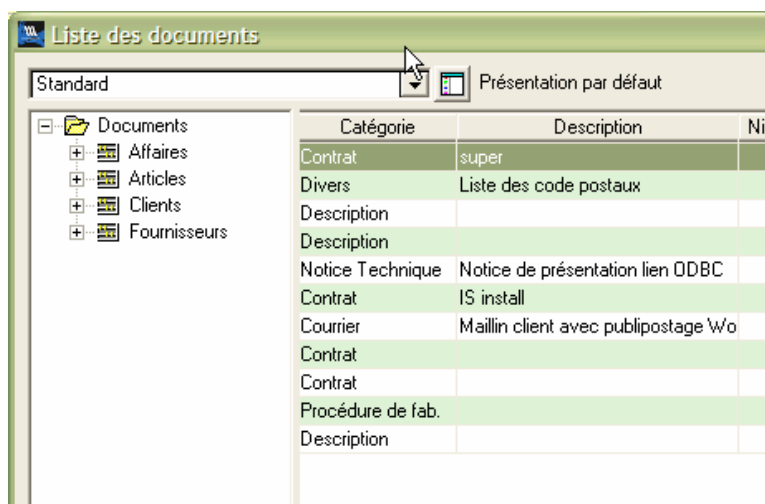 Liste des documents
Standard
Présentation par défaut
Documents
Affaires
Articles
Clients
Fournisseurs
Catégorie Description Ni
Contrat super
Divers Liste des code postaux
Description
Description
Notice Technique Notice de présentation lien ODBC
Contrat IS install
Courrier Maillin client avec publipostage Wo
Contrat
Contrat
Procédure de fab.
Description